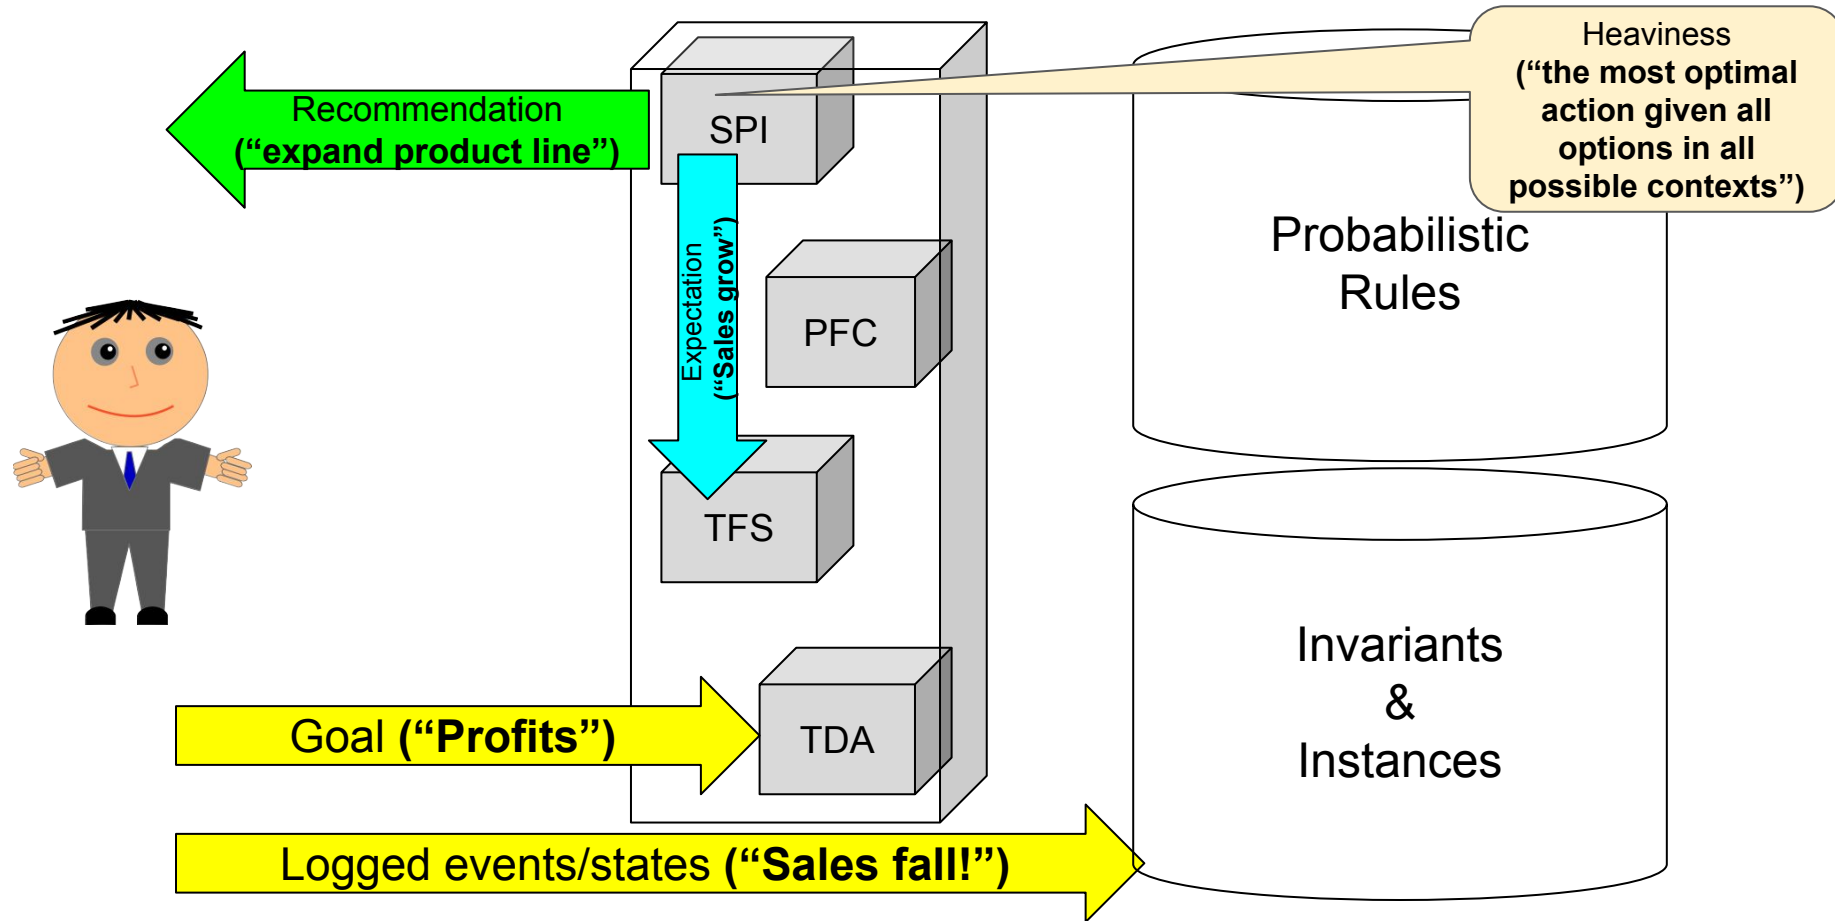 Heaviness
(“the most optimal
action given all
options in all
possible contexts”)
Recommendation
(“expand product line”)
SPI
Expectation
(“Sales grow”)
PFC
Probabilistic
Rules
TFS
Invariants
&
Instances
Goal (“Profits”)
TDA
Logged events/states (“Sales fall!”)